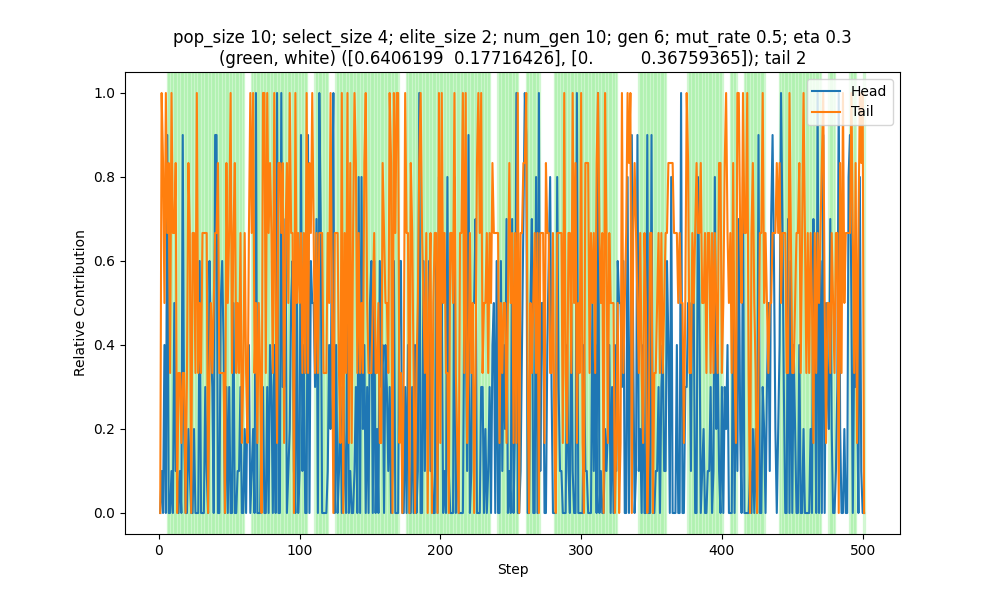 pop_size 10; select_size 4; elite_size 2; num_gen 10; gen 6; mut_rate 0.5; eta 0.3
(green, white) ([0.6406199  0.17716426], [0.         0.36759365]); tail 2
Head
Tail
1.0
0.8
0.6
0.4
0.2
0.0
Relative Contribution
0 100 200 300 400 500
Step